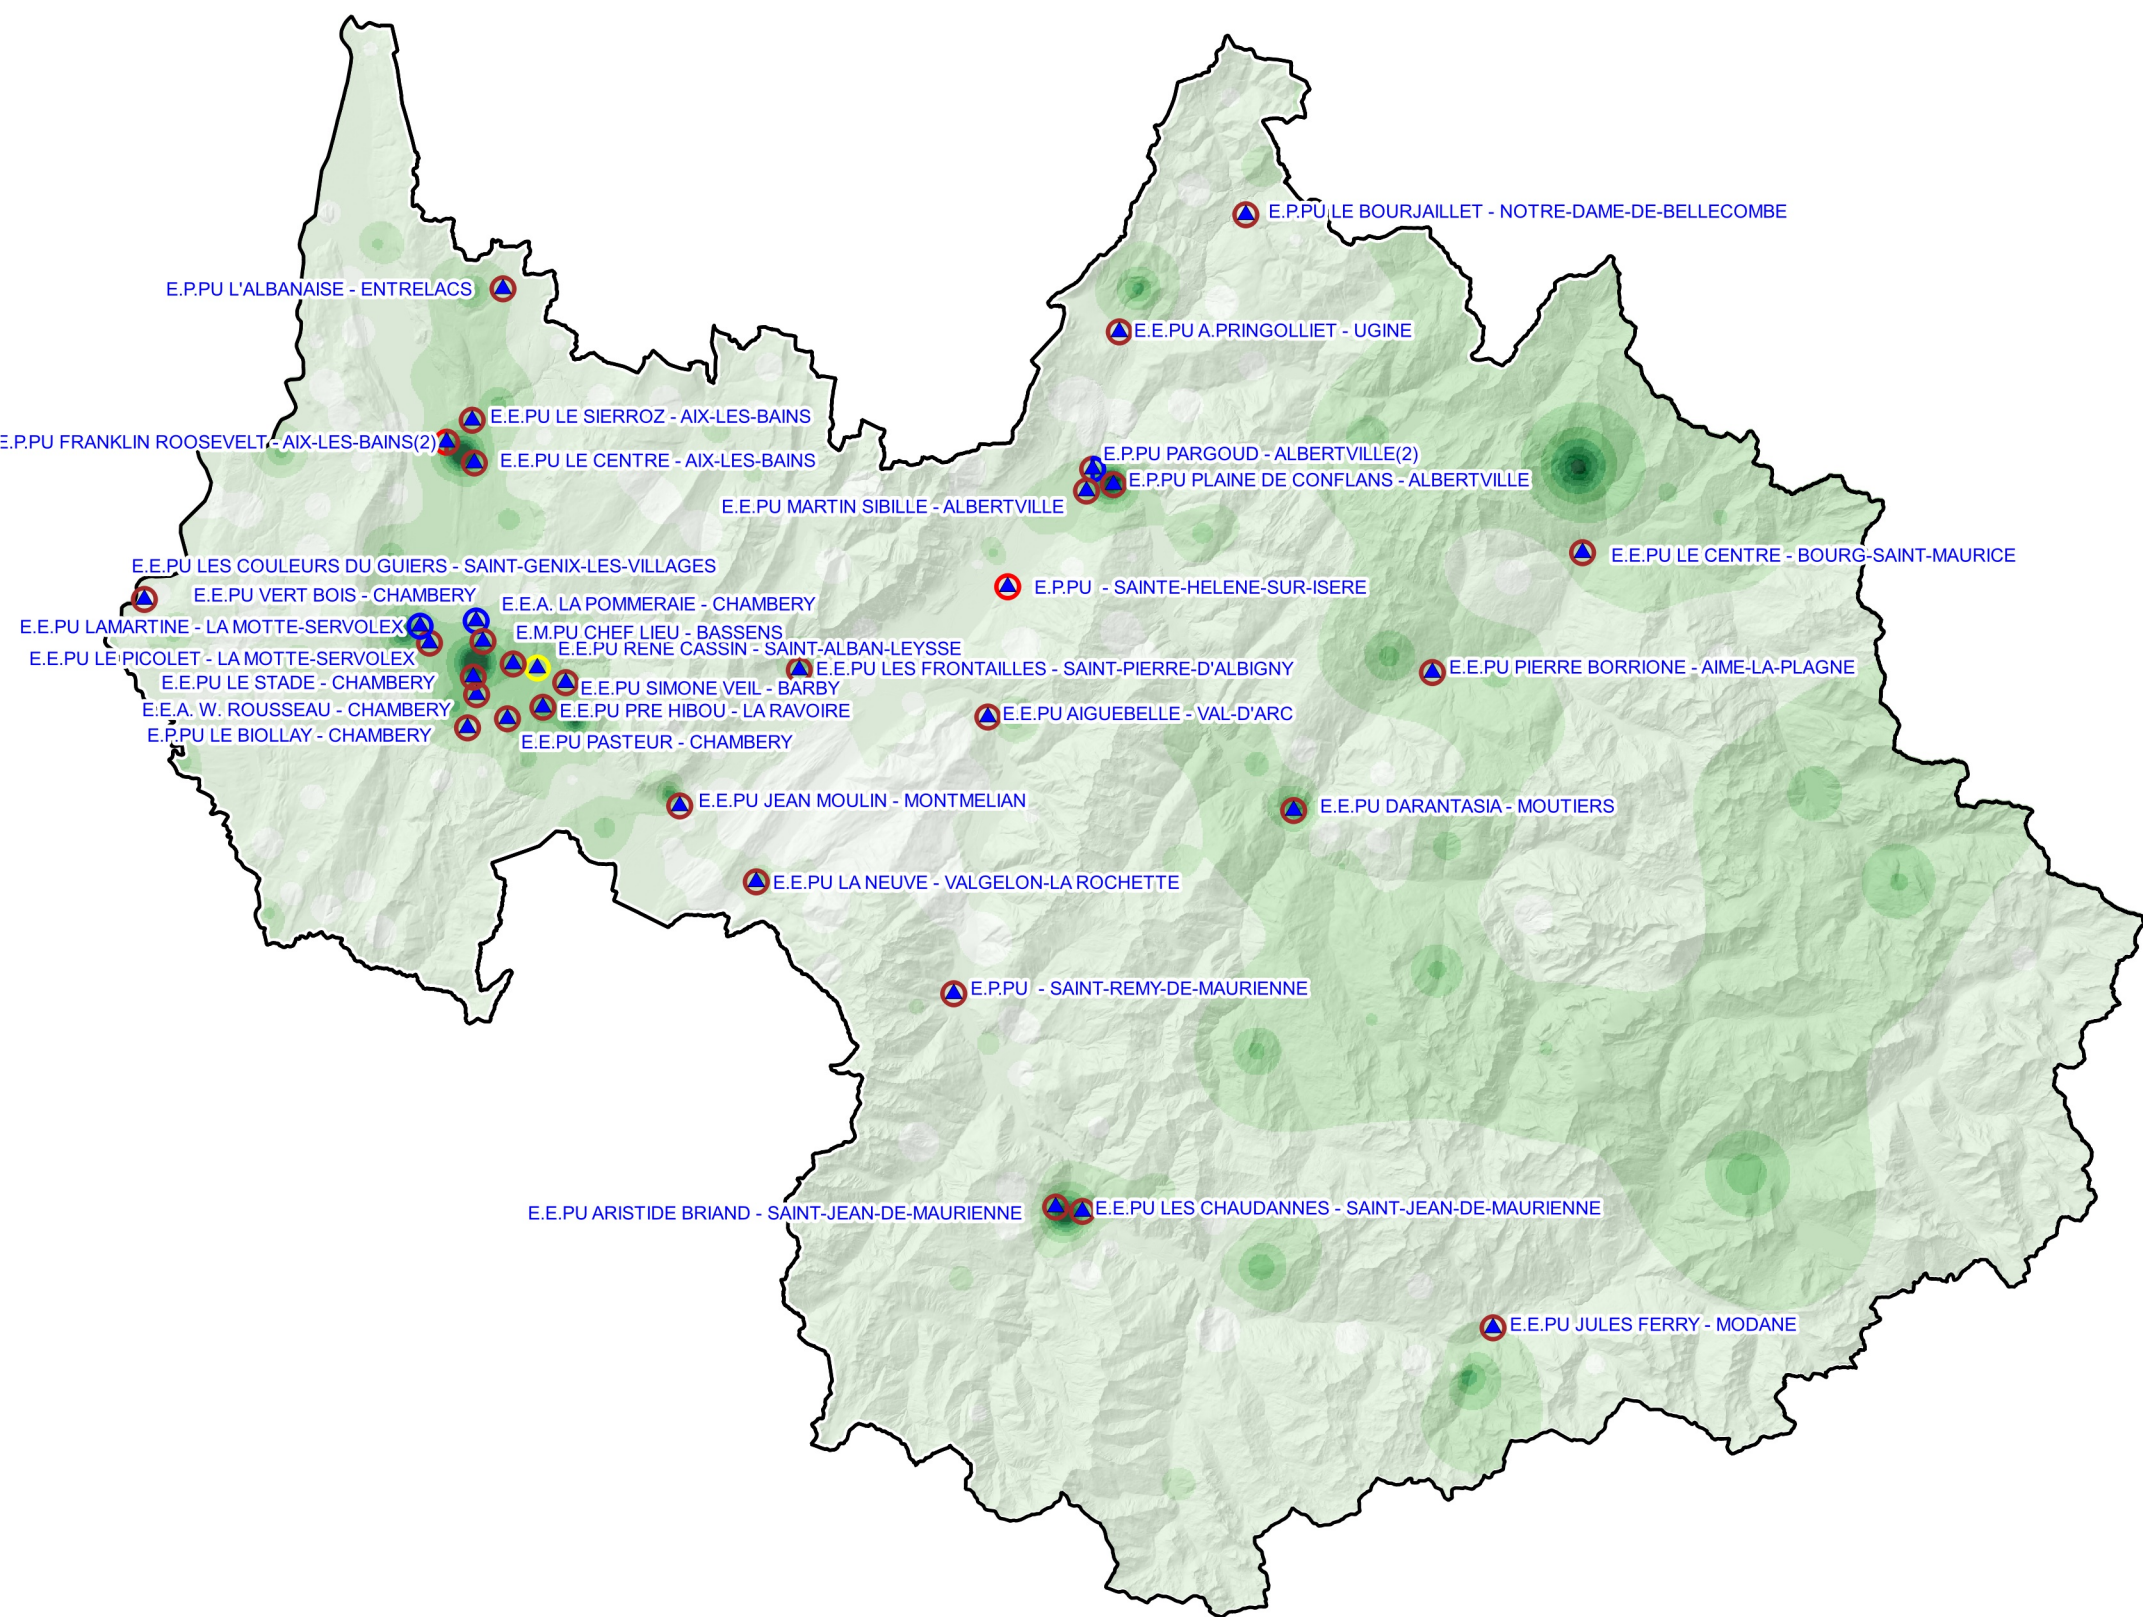 E.P.PU LE BOURJAILLET - NOTRE-DAME-DE-BELLECOMBE
E.P.PU L'ALBANAISE - ENTRELACS
E.E.PU A.PRINGOLLIET - UGINE
E.E.PU LE SIERROZ - AIX-LES-BAINS
E.P.PU FRANKLIN ROOSEVELT - AIX-LES-BAINS(2)
E.E.PU LE CENTRE - AIX-LES-BAINS
E.P.PU PARGOUD - ALBERTVILLE(2)
E.P.PU PLAINE DE CONFLANS - ALBERTVILLE
E.E.PU MARTIN SIBILLE - ALBERTVILLE
E.E.PU LE CENTRE - BOURG-SAINT-MAURICE
E.E.PU LES COULEURS DU GUIERS - SAINT-GENIX-LES-VILLAGES
E.P.PU - SAINTE-HELENE-SUR-ISERE
E.E.PU VERT BOIS - CHAMBERY
E.E.A. LA POMMERAIE - CHAMBERY
E.E.PU LAMARTINE - LA MOTTE-SERVOLEX
E.M.PU CHEF LIEU - BASSENS
E.E.PU RENE CASSIN - SAINT-ALBAN-LEYSSE
E.E.PU LE PICOLET - LA MOTTE-SERVOLEX
E.E.PU LES FRONTAILLES - SAINT-PIERRE-D'ALBIGNY
E.E.PU PIERRE BORRIONE - AIME-LA-PLAGNE
E.E.PU LE STADE - CHAMBERY
E.E.PU SIMONE VEIL - BARBY
E.E.A. W. ROUSSEAU - CHAMBERY
E.E.PU PRE HIBOU - LA RAVOIRE
E.E.PU AIGUEBELLE - VAL-D'ARC
E.P.PU LE BIOLLAY - CHAMBERY
E.E.PU PASTEUR - CHAMBERY
E.E.PU JEAN MOULIN - MONTMELIAN
E.E.PU DARANTASIA - MOUTIERS
E.E.PU LA NEUVE - VALGELON-LA ROCHETTE
E.P.PU - SAINT-REMY-DE-MAURIENNE
E.E.PU ARISTIDE BRIAND - SAINT-JEAN-DE-MAURIENNE
E.E.PU LES CHAUDANNES - SAINT-JEAN-DE-MAURIENNE
E.E.PU JULES FERRY - MODANE